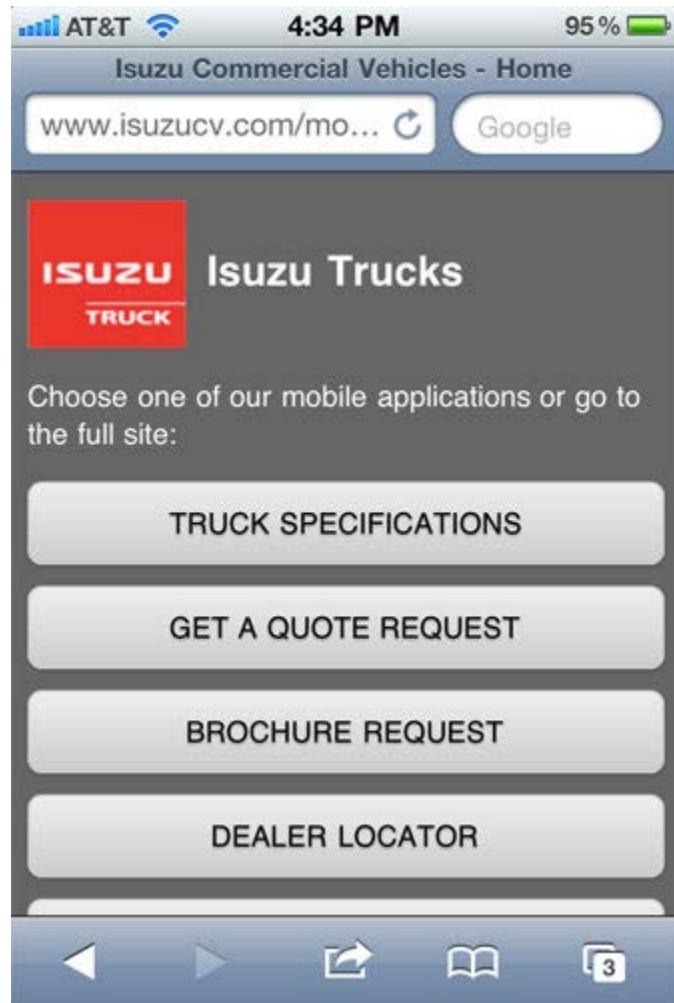 AT&T 4:34 PM 95%
Isuzu Commercial Vehicles - Home
www.isuzucv.com/mo... Google
ISUZU
TRUCK
Isuzu Trucks
Choose one of our mobile applications or go to
the full site:
TRUCK SPECIFICATIONS
GET A QUOTE REQUEST
BROCHURE REQUEST
DEALER LOCATOR
3